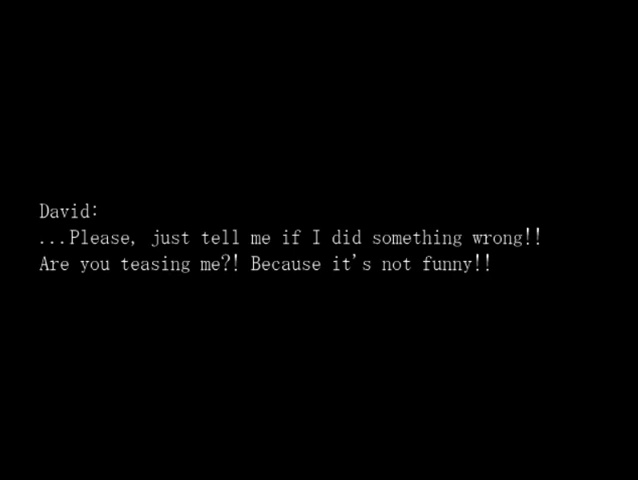 David:
...Please, just tell me if I did something wrong!!
Are you teasing me?! Because it's not funny!!